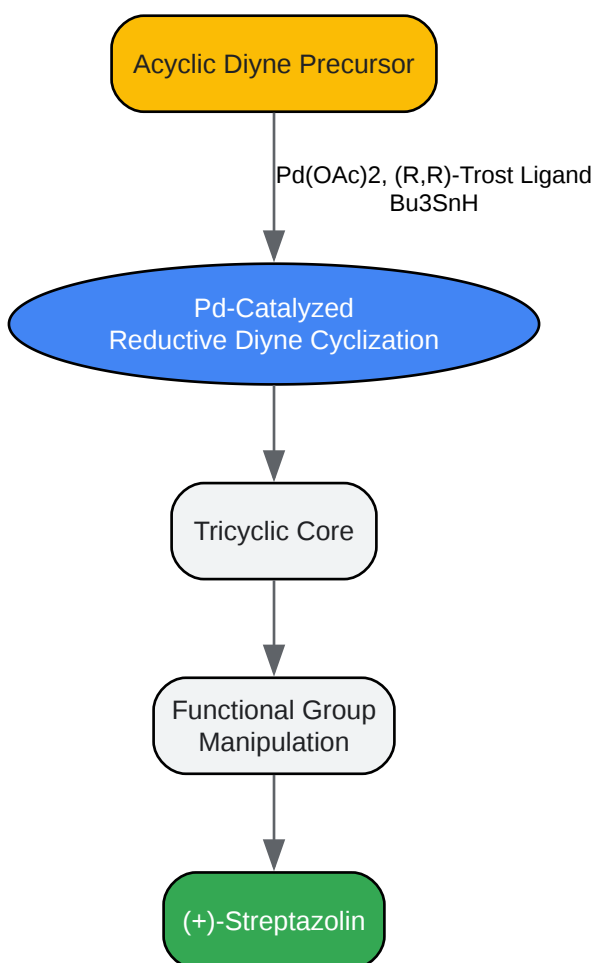 Acyclic Diyne Precursor
Pd(OAc)2, (R,R)-Trost Ligand
Bu3SnH
Pd-Catalyzed
Reductive Diyne Cyclization
Tricyclic Core
Functional Group
Manipulation
(+)-Streptazolin